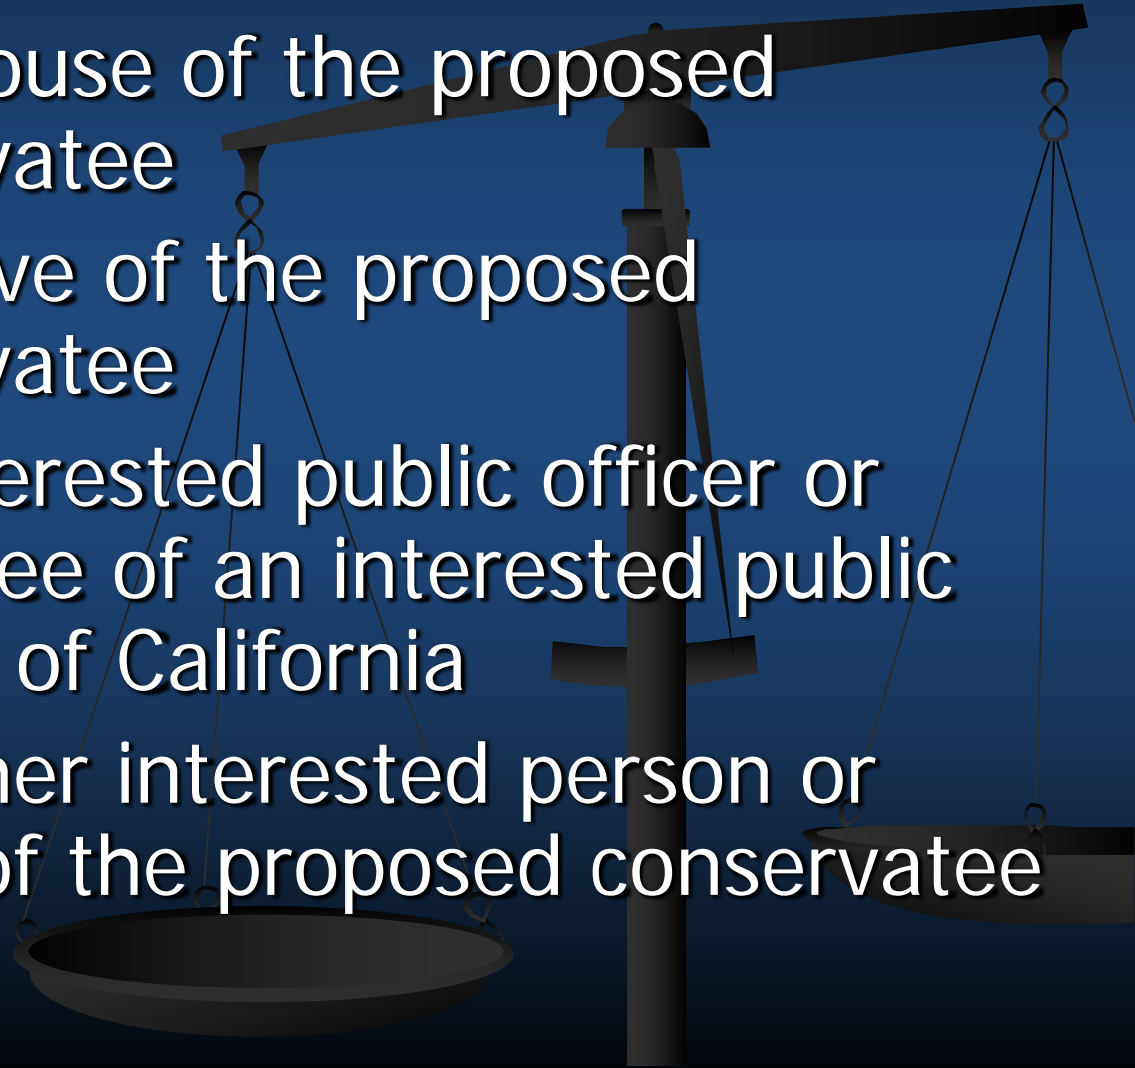 ouse of the proposed
vatee
ve of the proposed
vatee
erested public officer or
ee of an interested public
of California
ner interested person or
of the proposed conservatee